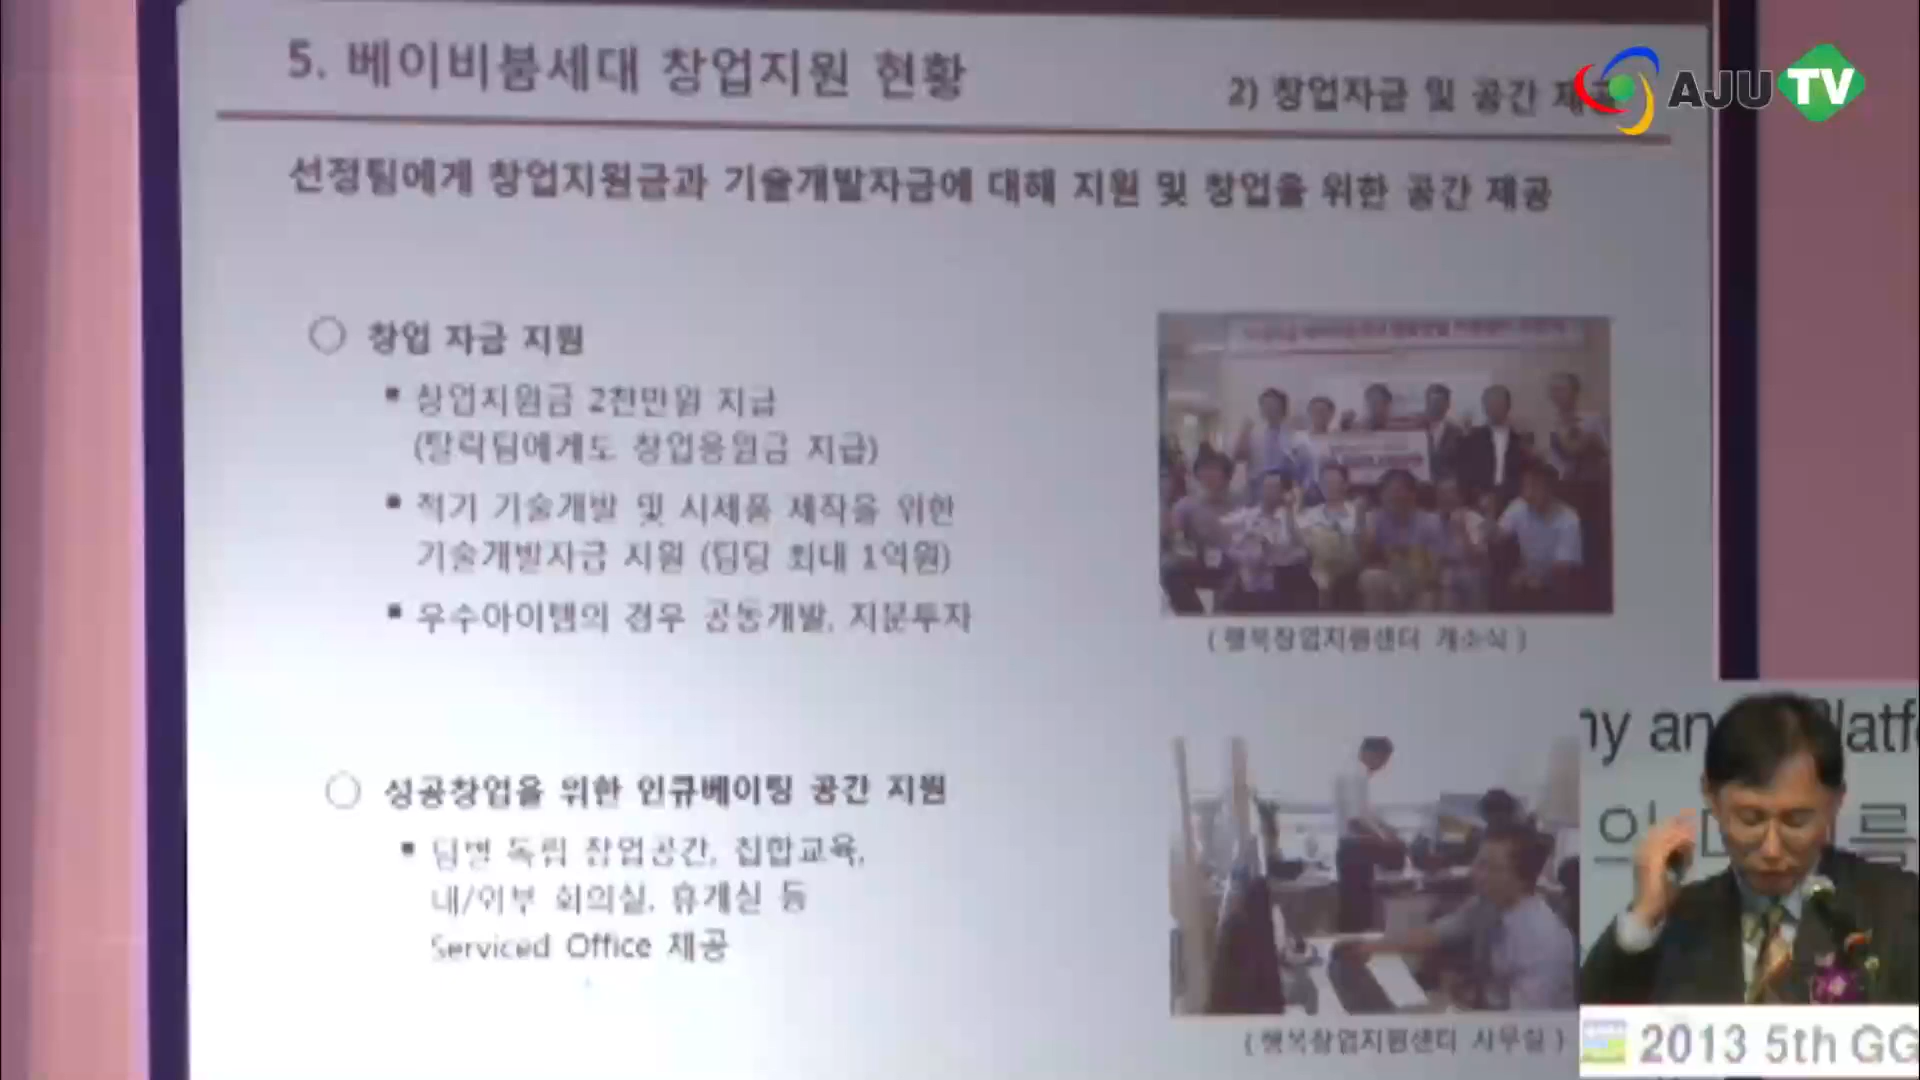 5. 베이비붐세대 창업지원 현황
2) 창업자금 및 공간 제공
AJU TV
선정팀에게 창업지원금과 기술개발자금에 대해 지원 및 창업을 위한 공간 제공
○ 창업 자금 지원
▪ 창업지원금 2천만원 지급
(탈락팀에게도 창업응원금 지급)
▪ 적기 기술개발 및 시제품 제작을 위한
기술개발자금 지원 (팀당 최대 1억원)
▪ 우수아이템의 경우 공동개발, 지분투자
(행복창업지원센터 개소식)
○ 성공창업을 위한 인큐베이팅 공간 지원
▪ 팀별 독립 창업공간, 집합교육,
내/외부 회의실, 휴게실 등
Serviced Office 제공
(행복창업지원센터 사무실)
2013 5th GG